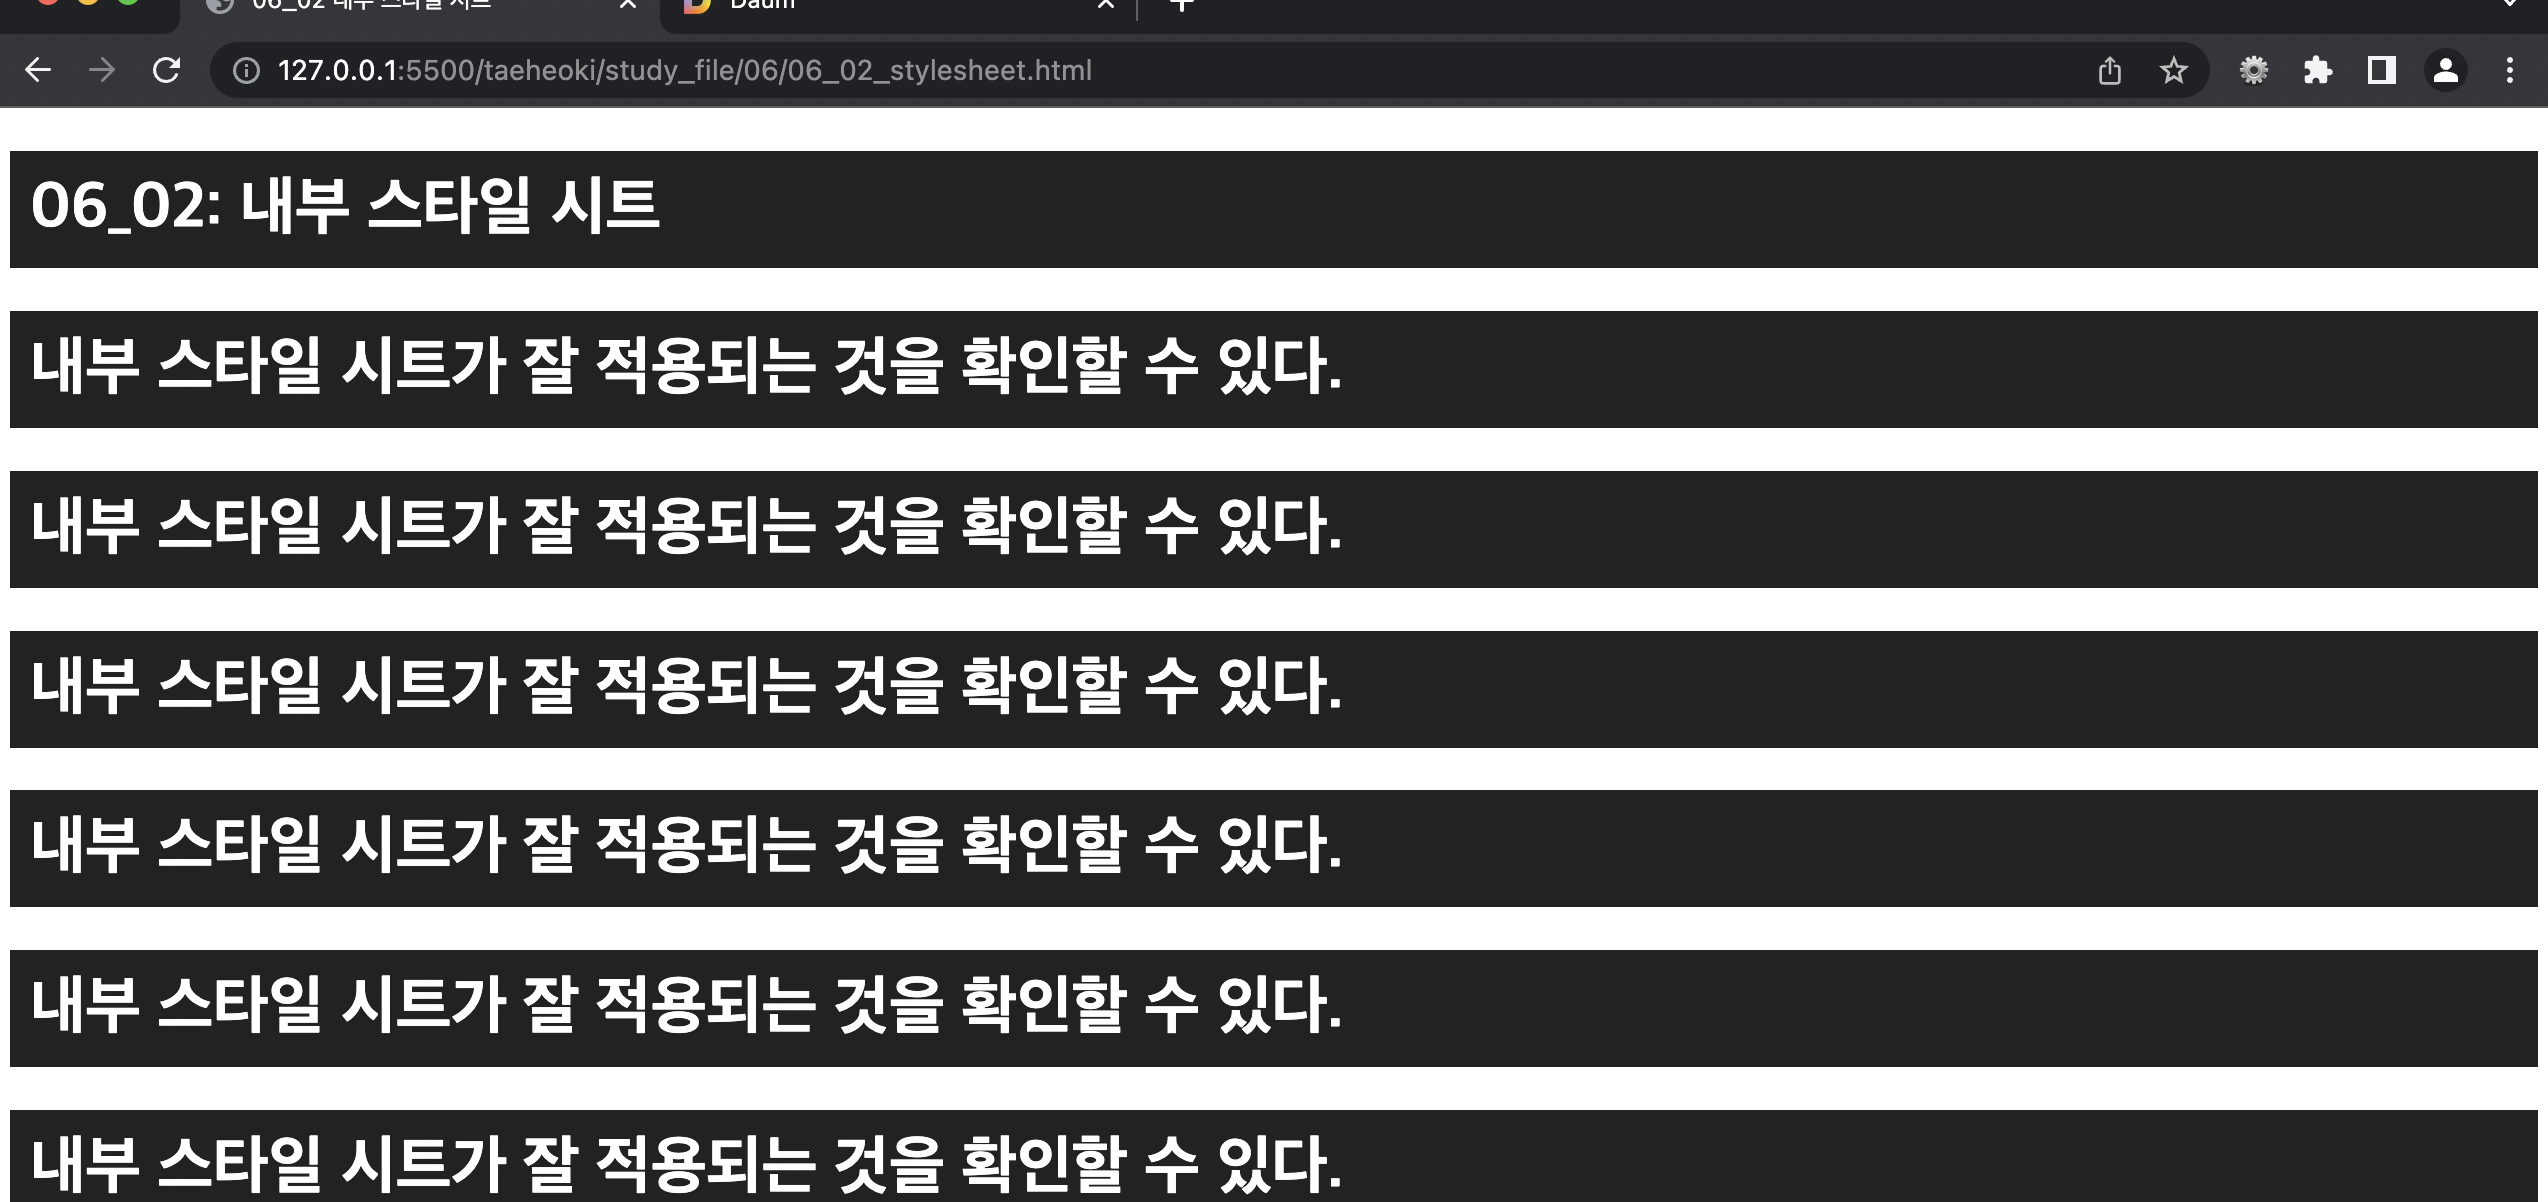 06_02 내부 스타일 시트
Daum
127.0.0.1:5500/taeheoki/study_file/06/06_02_stylesheet.html
06_02: 내부 스타일 시트
내부 스타일 시트가 잘 적용되는 것을 확인할 수 있다.
내부 스타일 시트가 잘 적용되는 것을 확인할 수 있다.
내부 스타일 시트가 잘 적용되는 것을 확인할 수 있다.
내부 스타일 시트가 잘 적용되는 것을 확인할 수 있다.
내부 스타일 시트가 잘 적용되는 것을 확인할 수 있다.
내부 스타일 시트가 잘 적용되는 것을 확인할 수 있다.